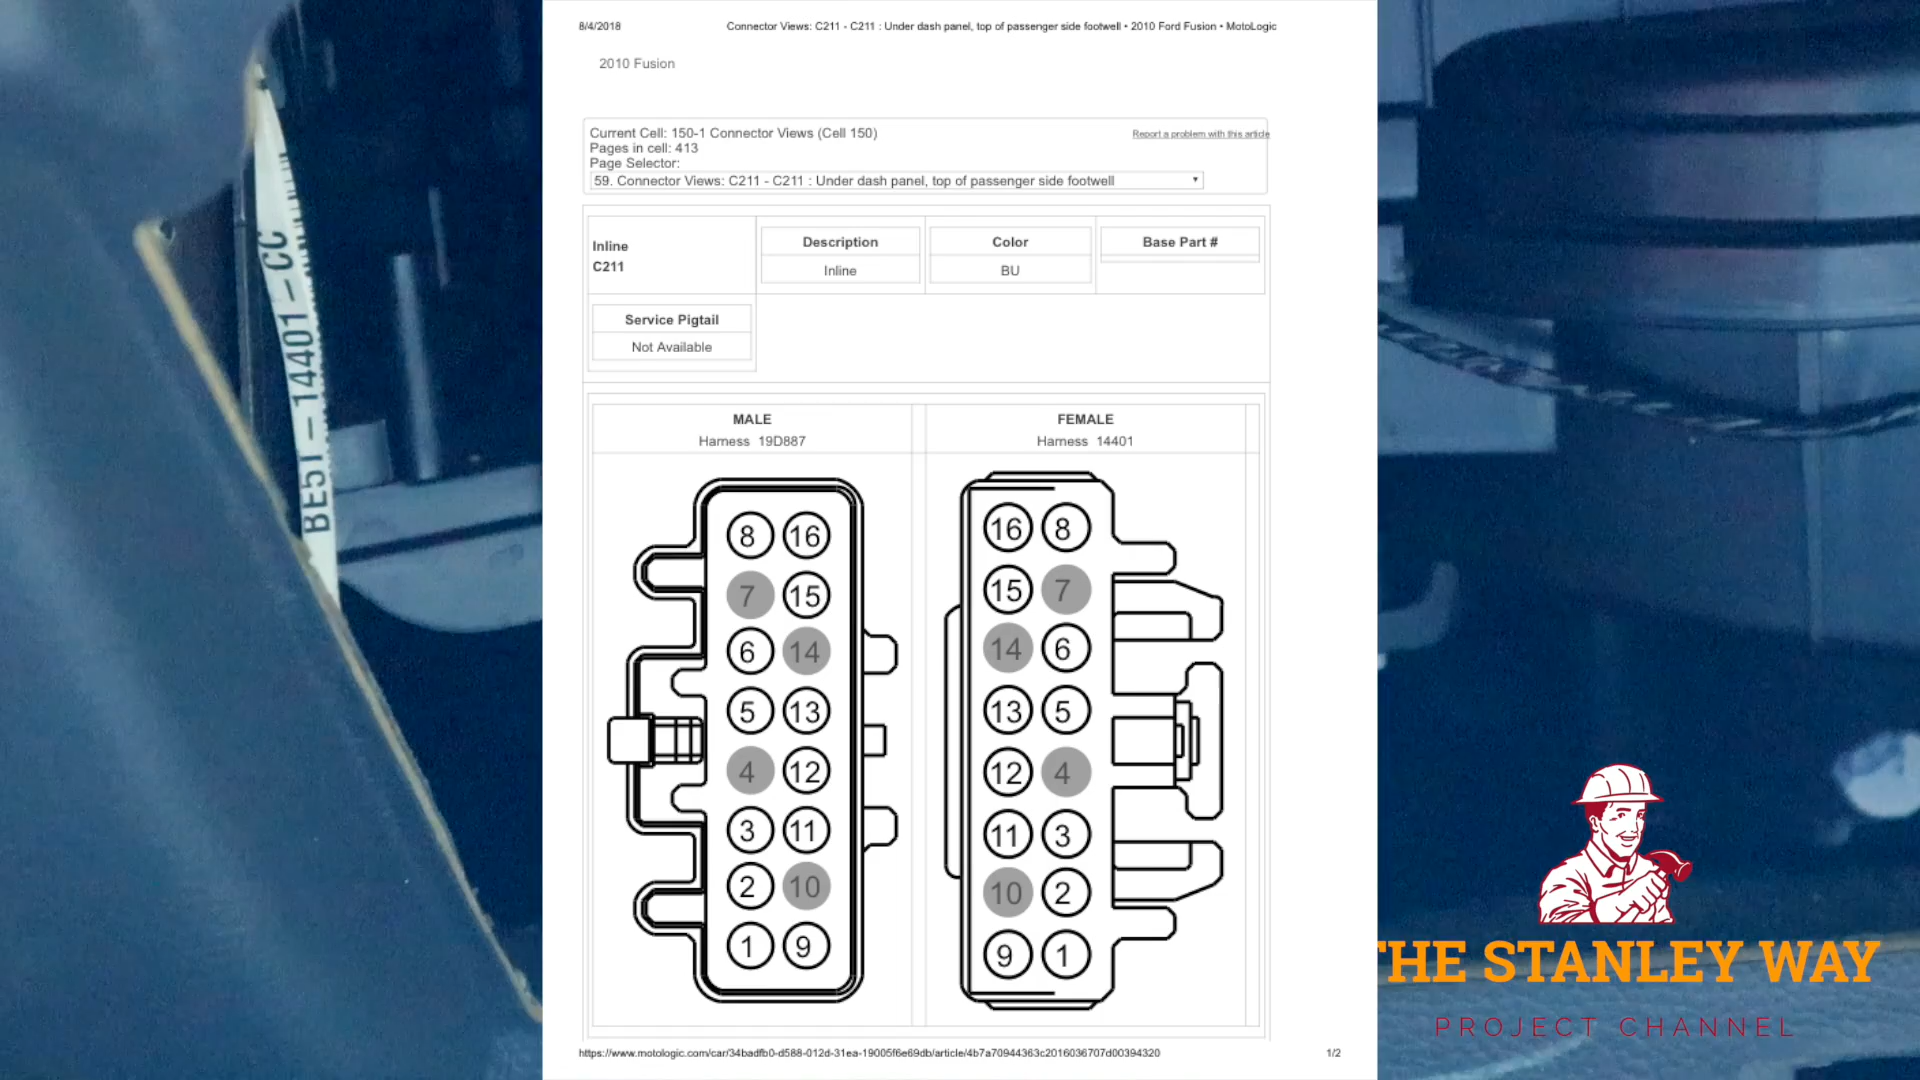 8/4/2018
Connector Views: C211 - C211 : Under dash panel, top of passenger side footwell • 2010 Ford Fusion • MotoLogic
2010 Fusion
Current Cell: 150-1 Connector Views (Cell 150)
Report a problem with this article
Pages in cell: 413
Page Selector:
59. Connector Views: C211 - C211 : Under dash panel, top of passenger side footwell
Inline
C211
Description
Inline
Color
BU
Base Part #
Service Pigtail
Not Available
MALE
Harness 19D887
FEMALE
Harness 14401
8 16
7 15
6 14
5 13
4 12
3 11
2 10
1 9
16 8
15 7
14 6
13 5
12 4
11 3
10 2
9 1
https://www.motologic.com/car/34badfb0-d588-012d-31ea-19005f6e69db/article/4b7a70944363c2016036707d00394320
1/2
BE5T-14401-CC
THE STANLEY WAY
PROJECT CHANNEL